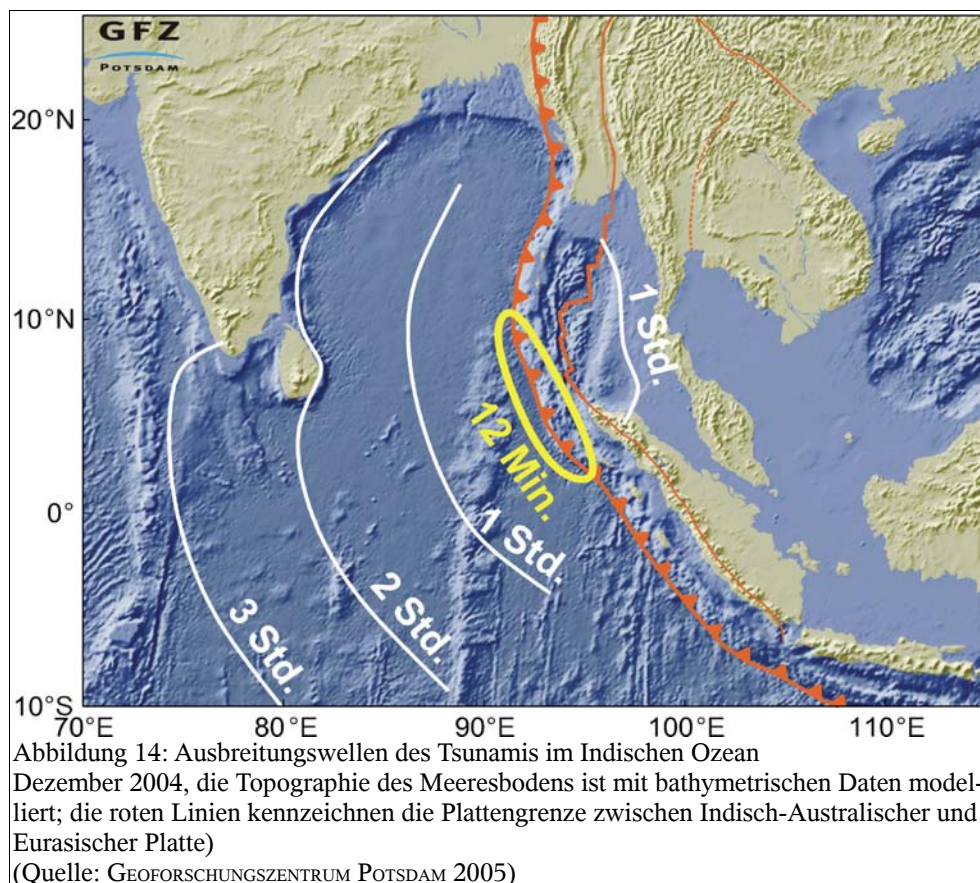 GFZ
POTSDAM
20°N
10°N
0°
10°S
70°E
80°E
90°E
100°E
110°E
3 Std.
2 Std.
1 Std.
12 Min.
1 Std.
Abbildung 14: Ausbreitungswellen des Tsunamis im Indischen Ozean
Dezember 2004, die Topographie des Meeresbodens ist mit bathymetrischen Daten model-
liert; die roten Linien kennzeichnen die Plattengrenze zwischen Indisch-Australischer und
Eurasischer Platte)
(Quelle: GEOFORSCHUNGSZENTRUM POTSDAM 2005)